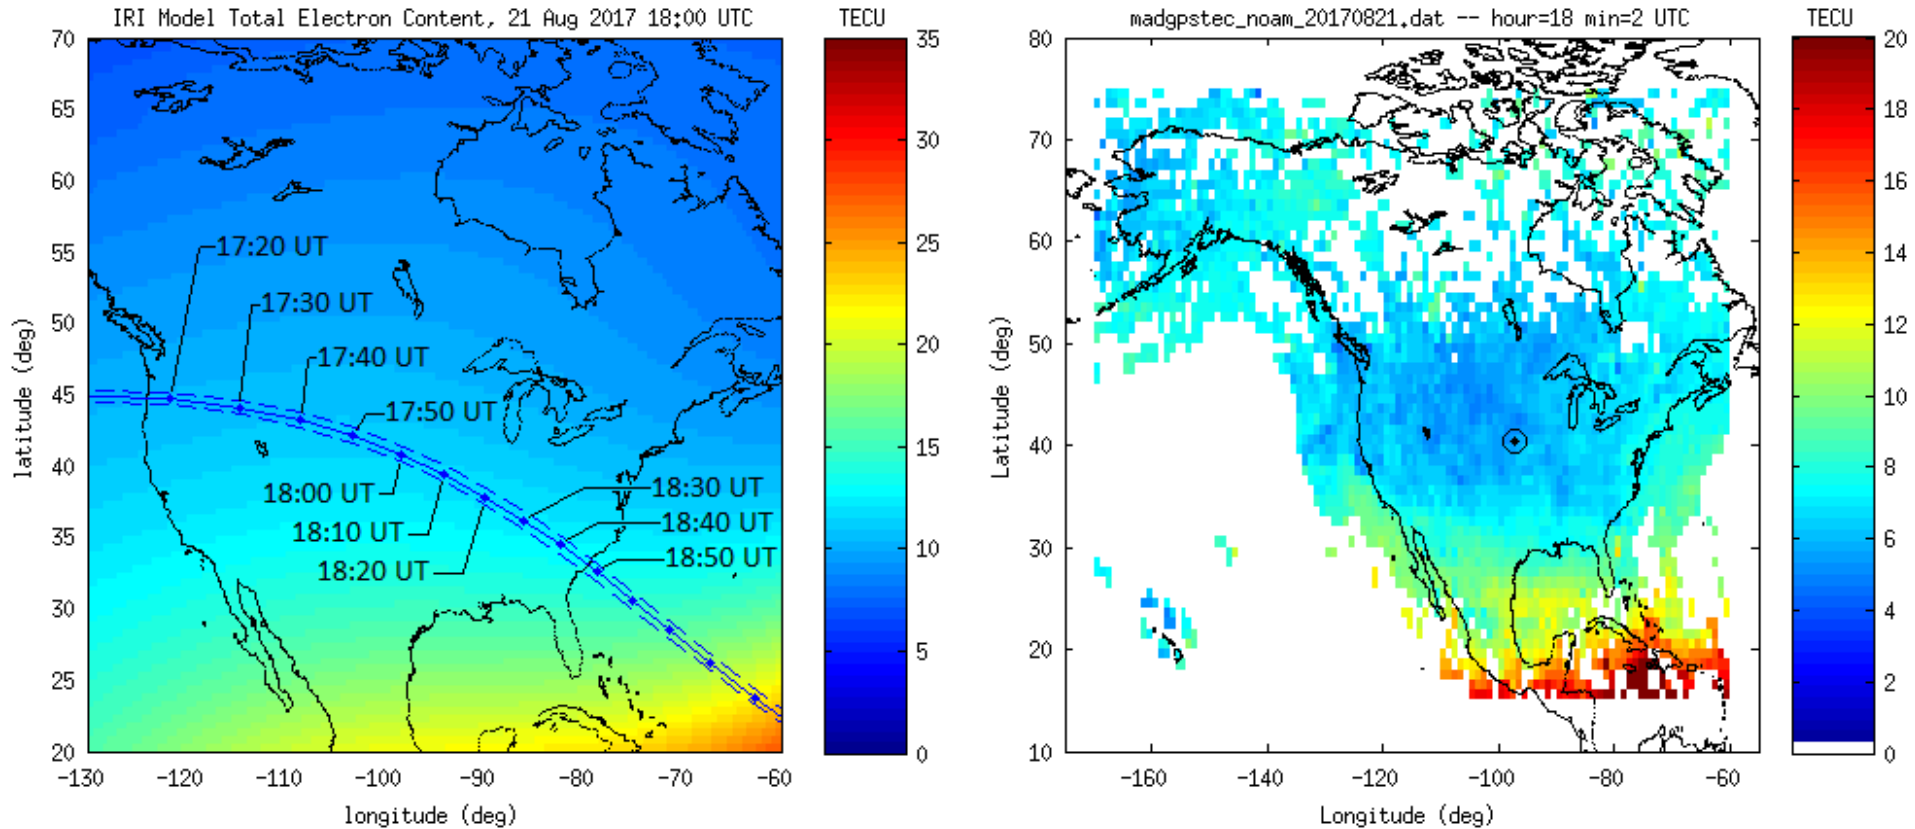 IRI Model Total Electron Content, 21 Aug 2017 18:00 UTC
TECU
70
65
60
55
50
45
40
35
30
25
20
latitude (deg)
17:20 UT
17:30 UT
17:40 UT
17:50 UT
18:00 UT
18:10 UT
18:20 UT
18:30 UT
18:40 UT
18:50 UT
-130 -120 -110 -100 -90 -80 -70 -60
longitude (deg)
35
30
25
20
15
10
5
0
madgpstec_noam_20170821.dat -- hour=18 min=2 UTC
TECU
80
70
60
50
40
30
20
10
Latitude (deg)
-160 -140 -120 -100 -80 -60
Longitude (deg)
20
18
16
14
12
10
8
6
4
2
0